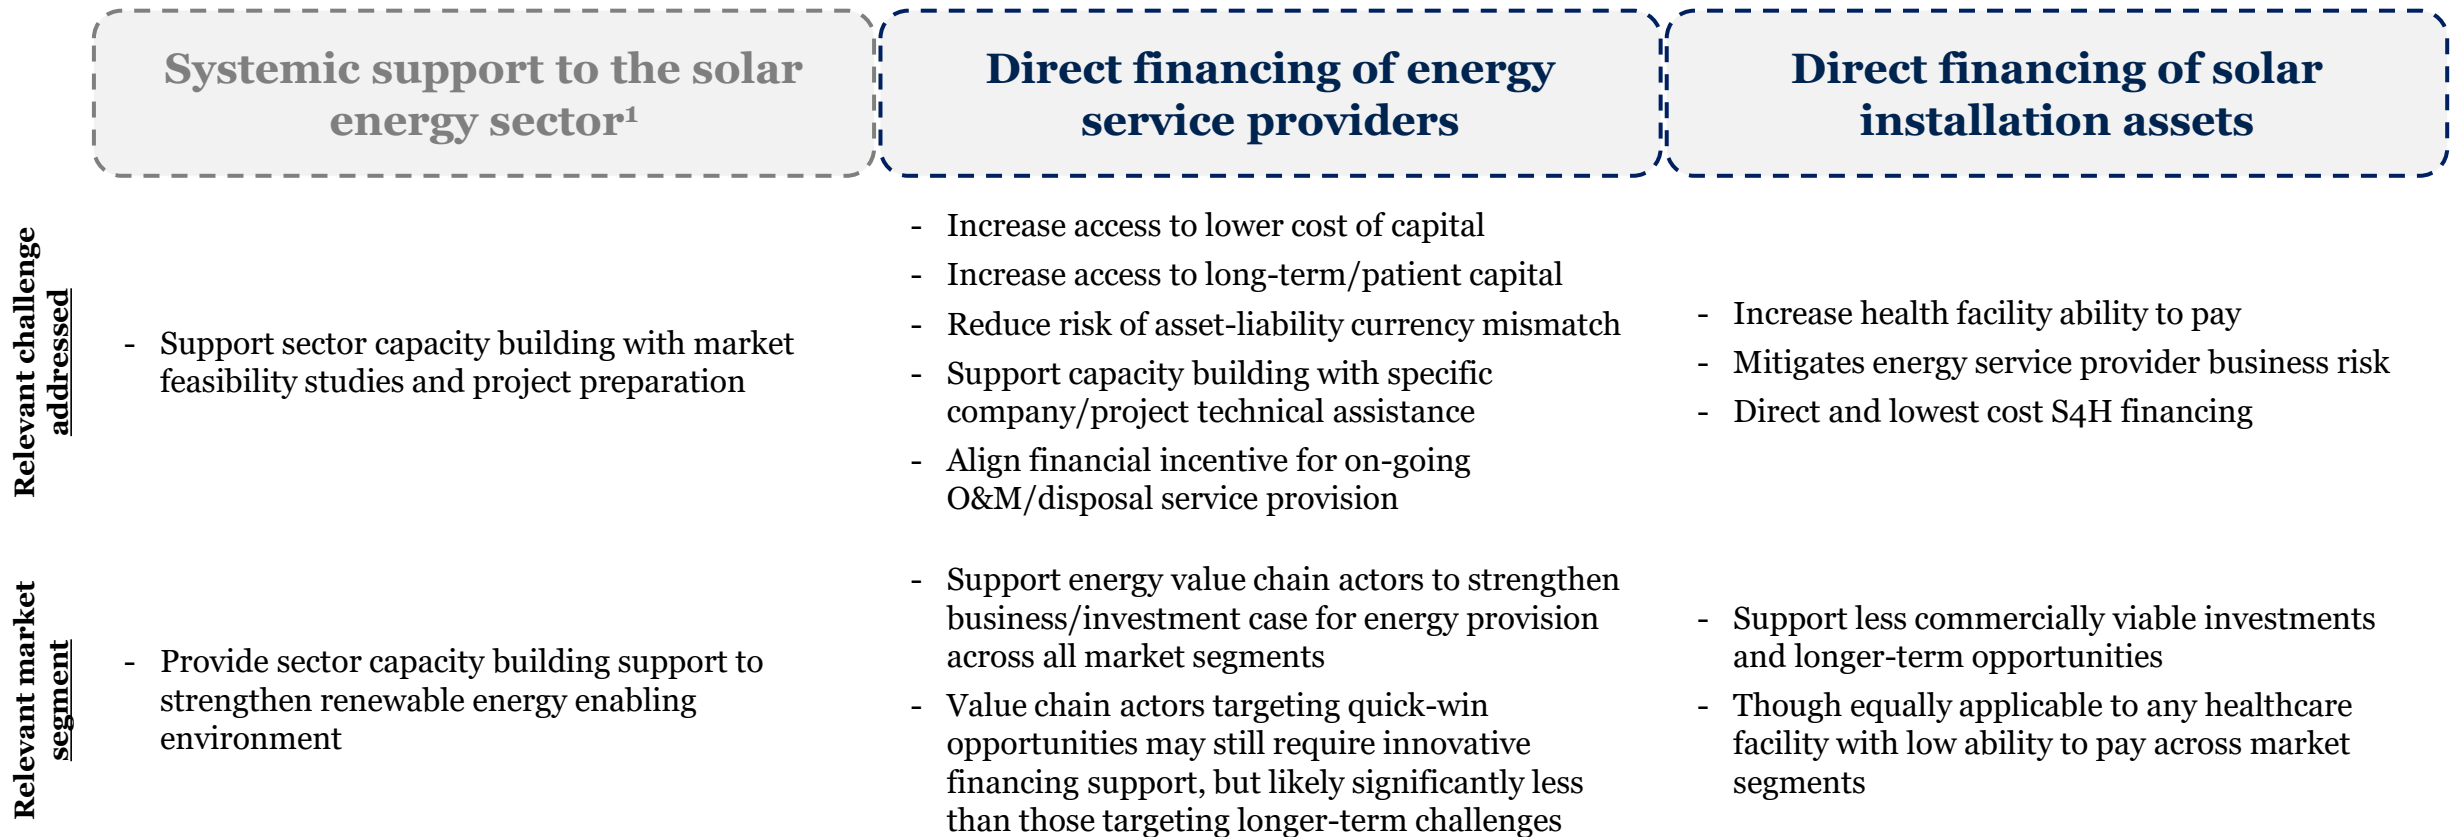 Systemic support to the solar
energy sector¹
Direct financing of energy
service providers
Direct financing of solar
installation assets
Relevant challenge
addressed
- Support sector capacity building with market
feasibility studies and project preparation
- Increase access to lower cost of capital
- Increase access to long-term/patient capital
- Reduce risk of asset-liability currency mismatch
- Support capacity building with specific
company/project technical assistance
- Align financial incentive for on-going
O&M/disposal service provision
- Increase health facility ability to pay
- Mitigates energy service provider business risk
- Direct and lowest cost S4H financing
Relevant market
segment
- Provide sector capacity building support to
strengthen renewable energy enabling
environment
- Support energy value chain actors to strengthen
business/investment case for energy provision
across all market segments
- Value chain actors targeting quick-win
opportunities may still require innovative
financing support, but likely significantly less
than those targeting longer-term challenges
- Support less commercially viable investments
and longer-term opportunities
- Though equally applicable to any healthcare
facility with low ability to pay across market
segments